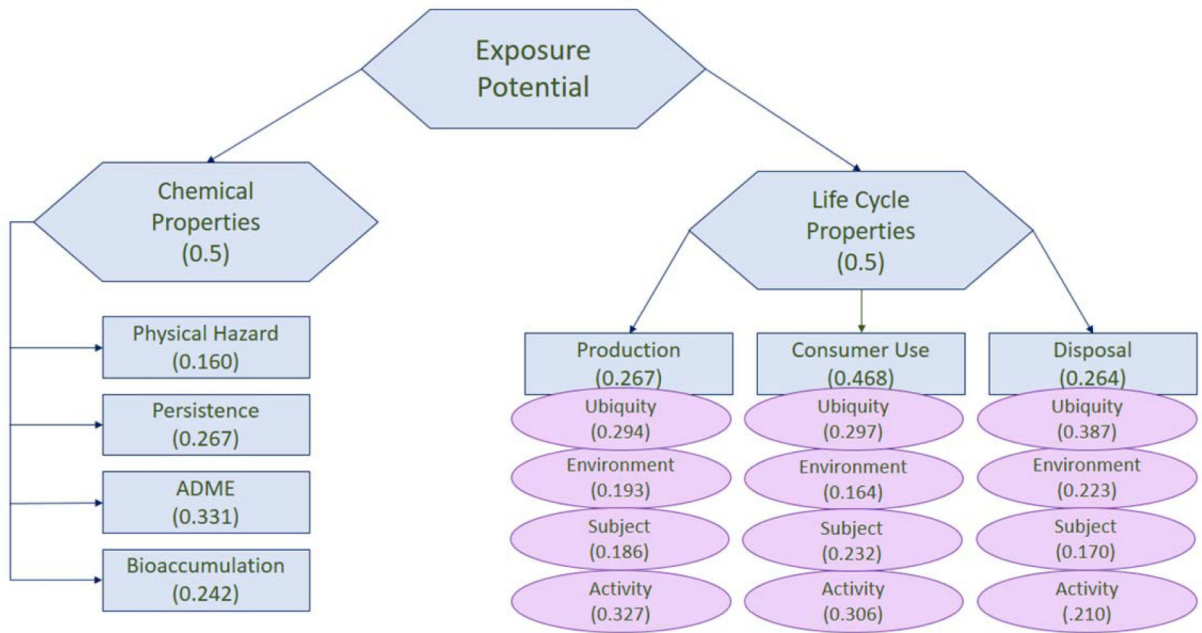 Exposure
Potential
Chemical
Properties
(0.5)
Physical Hazard
(0.160)
Persistence
(0.267)
ADME
(0.331)
Bioaccumulation
(0.242)
Life Cycle
Properties
(0.5)
Production
(0.267)
Ubiquity
(0.294)
Environment
(0.193)
Subject
(0.186)
Activity
(0.327)
Consumer Use
(0.468)
Ubiquity
(0.297)
Environment
(0.164)
Subject
(0.232)
Activity
(0.306)
Disposal
(0.264)
Ubiquity
(0.387)
Environment
(0.223)
Subject
(0.170)
Activity
(.210)